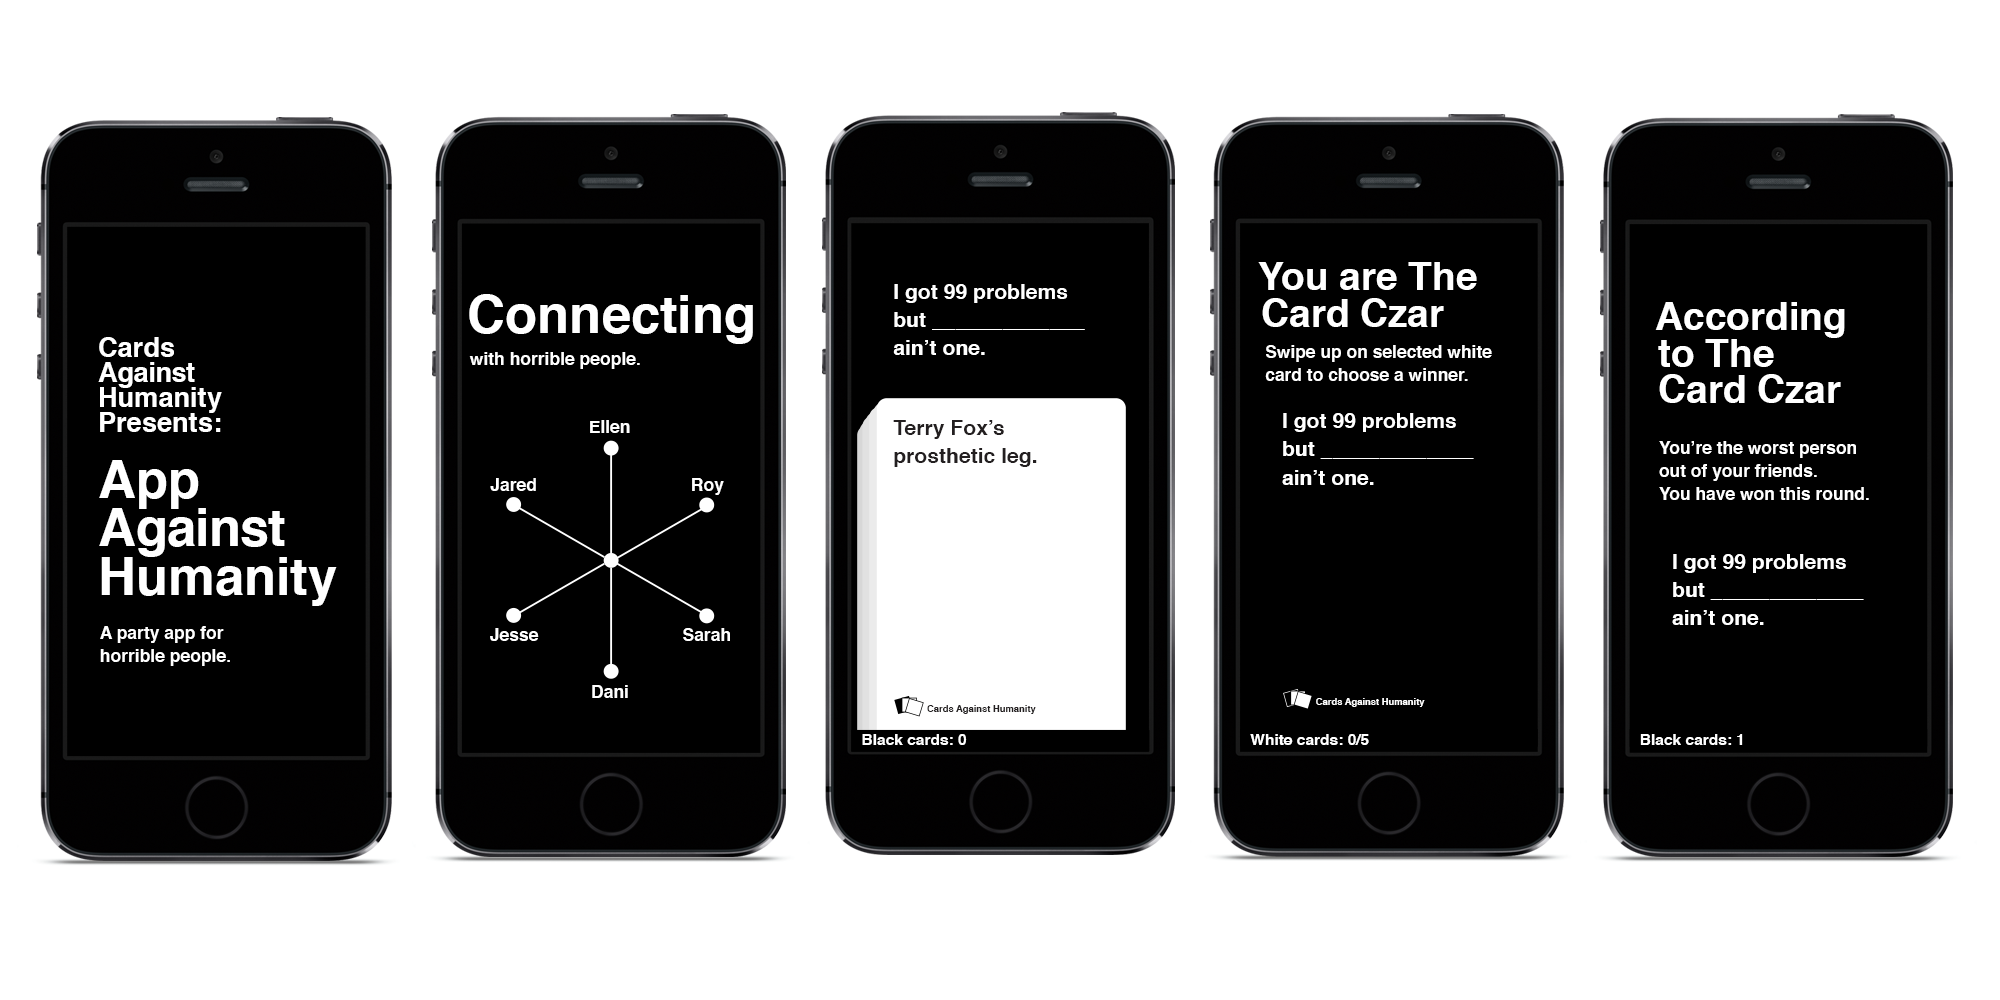 Cards
Against
Humanity
Presents:
App
Against
Humanity
A party app for
horrible people.
Connecting
with horrible people.
Ellen
Jared
Roy
Jesse
Sarah
Dani
I got 99 problems
but _____________
ain’t one.
Terry Fox’s
prosthetic leg.
Cards Against Humanity
Black cards: 0
You are The
Card Czar
Swipe up on selected white
card to choose a winner.
I got 99 problems
but _____________
ain’t one.
Cards Against Humanity
White cards: 0/5
According
to The
Card Czar
You’re the worst person
out of your friends.
You have won this round.
I got 99 problems
but _____________
ain’t one.
Black cards: 1